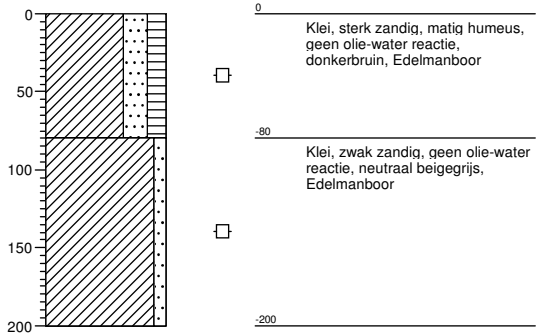 0
50
100
150
200
0
Klei, sterk zandig, matig humeus,
geen olie-water reactie,
donkerbruin, Edelmanboor
-80
Klei, zwak zandig, geen olie-water
reactie, neutraal beigegrijs,
Edelmanboor
-200